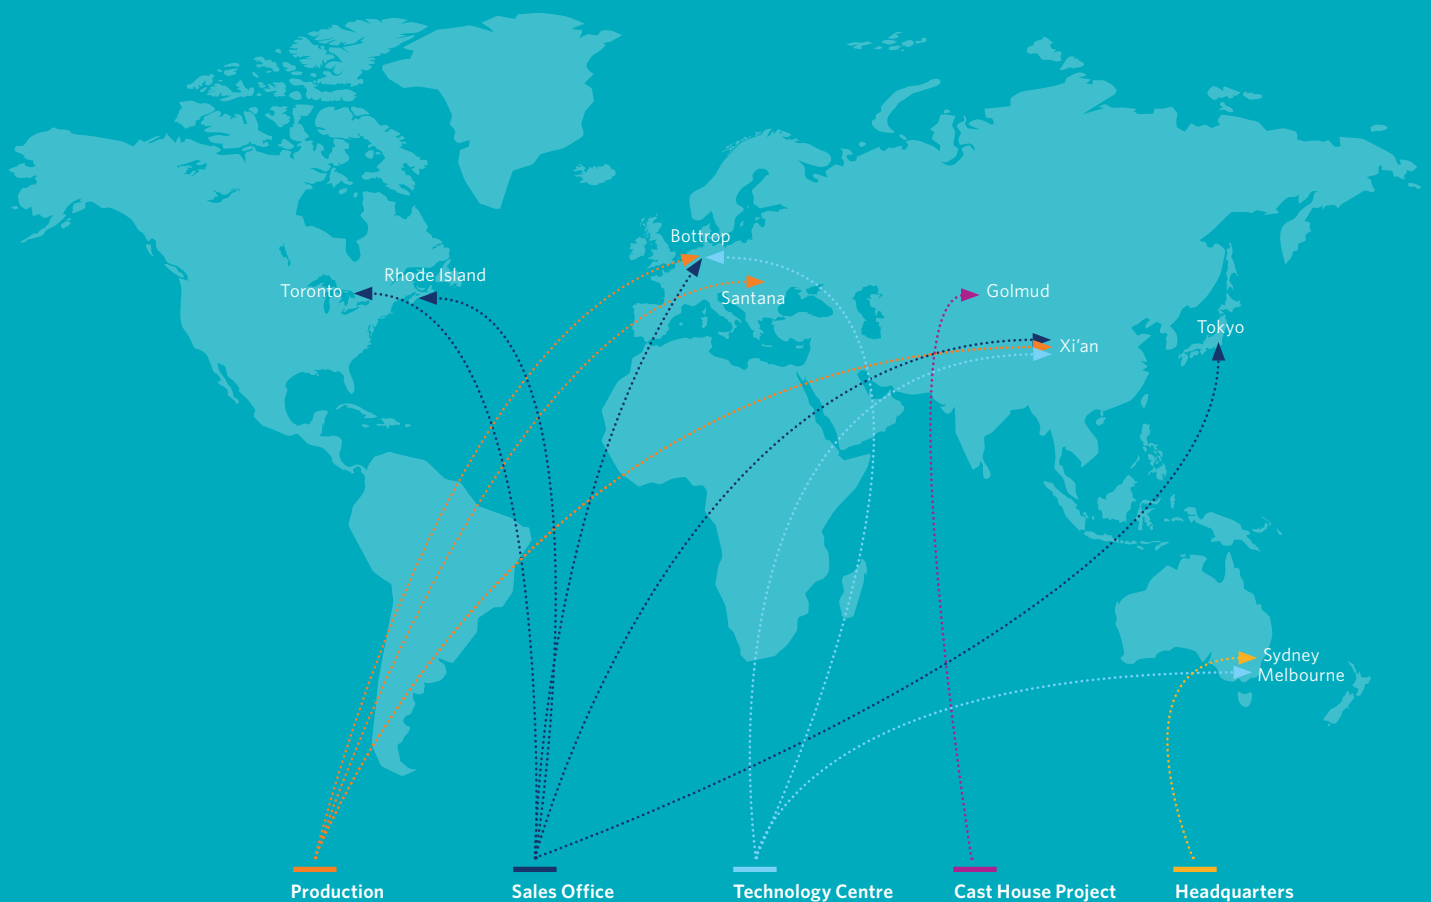 Bottrop
Rhode Island
Toronto
Santana
Golmud
Tokyo
Xi’an
Sydney
Melbourne
Production
Sales Office
Technology Centre
Cast House Project
Headquarters